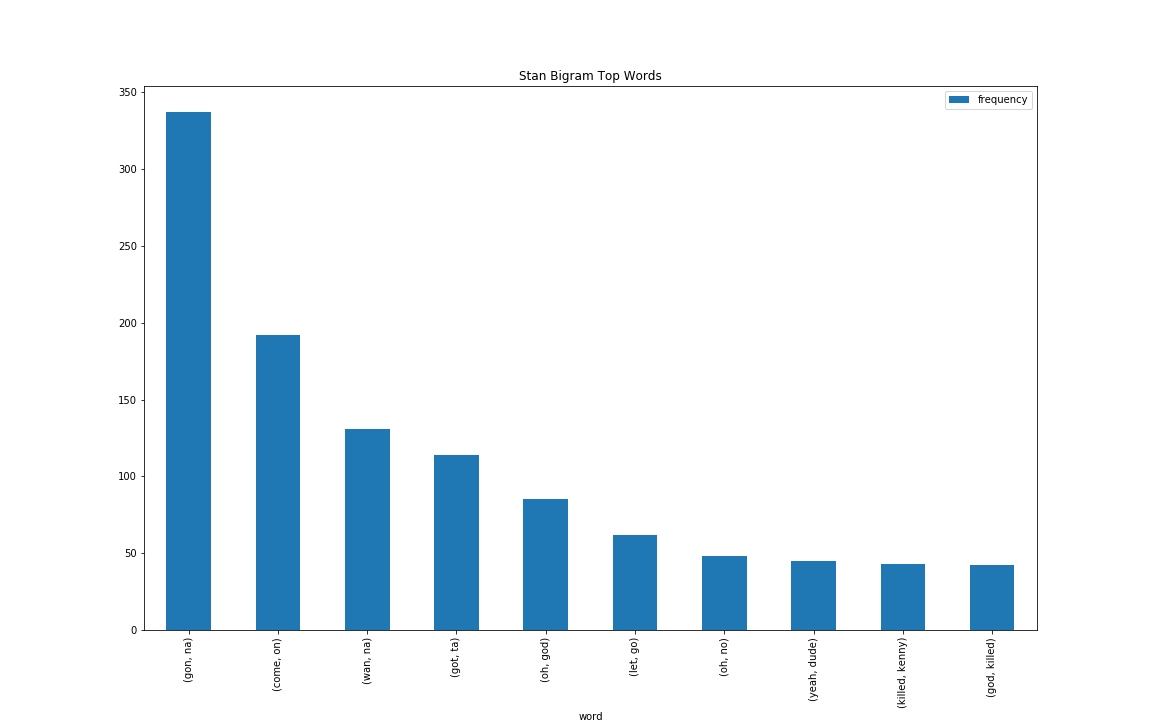 Stan Bigram Top Words
frequency
350
300
250
200
150
100
50
0
(gon, na)
(come, on)
(wan, na)
(got, ta)
(oh, god)
(let, go)
(oh, no)
(yeah, dude)
(killed, kenny)
(god, killed)
word